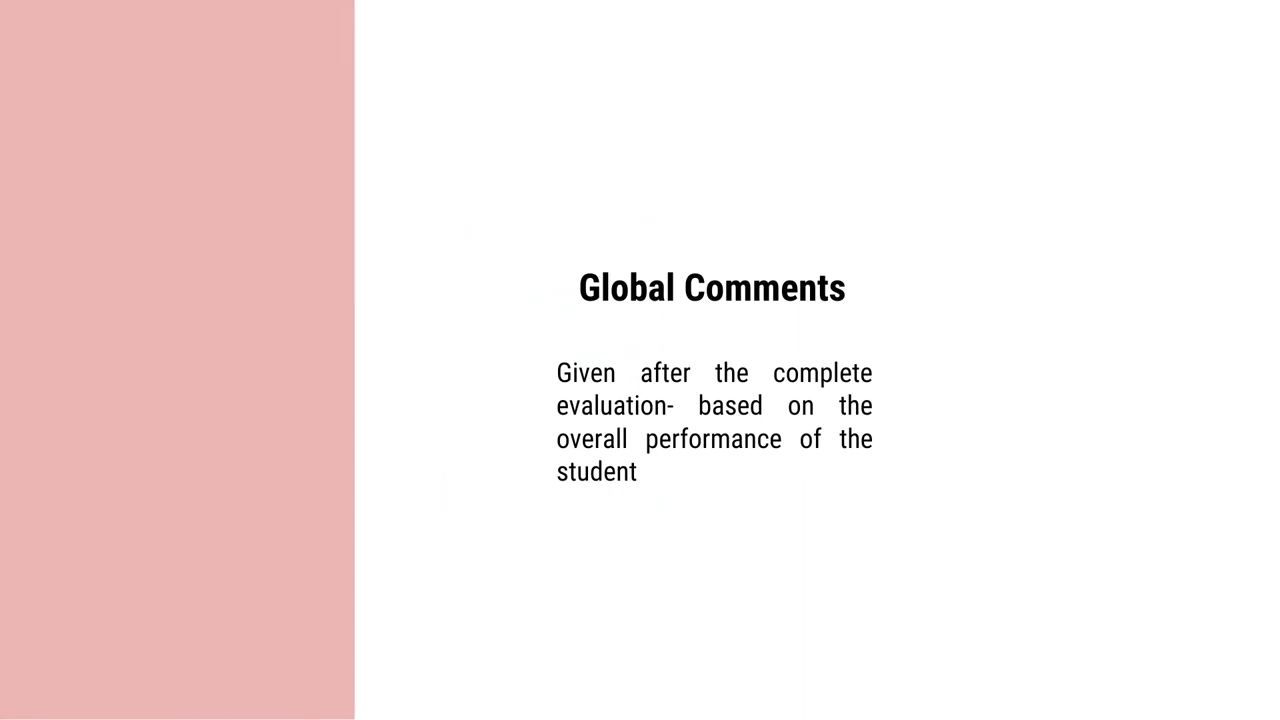 Global Comments
Given after the complete
evaluation- based on the
overall performance of the
student